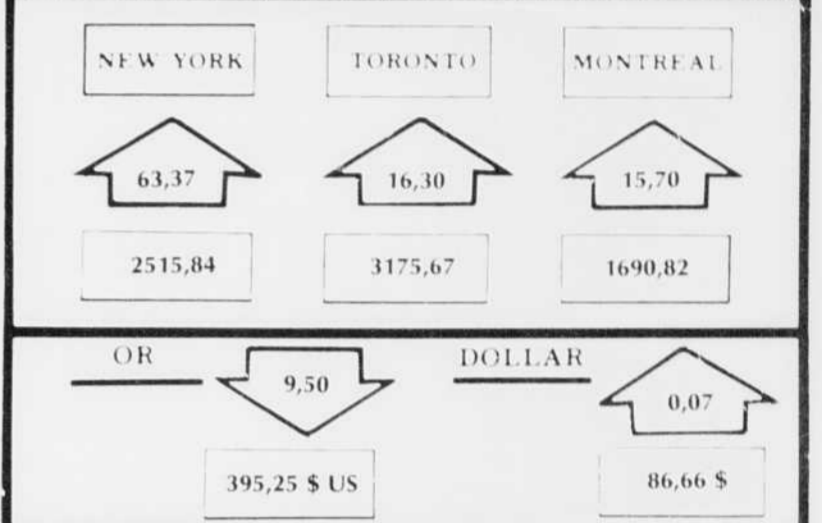 NEW YORK TORONTO MONTREAL
63,37 16,30 15,70
2515,84 3175,67 1690,82
OR 9,50 DOLLAR 0,07
395,25 $ US 86,66 $